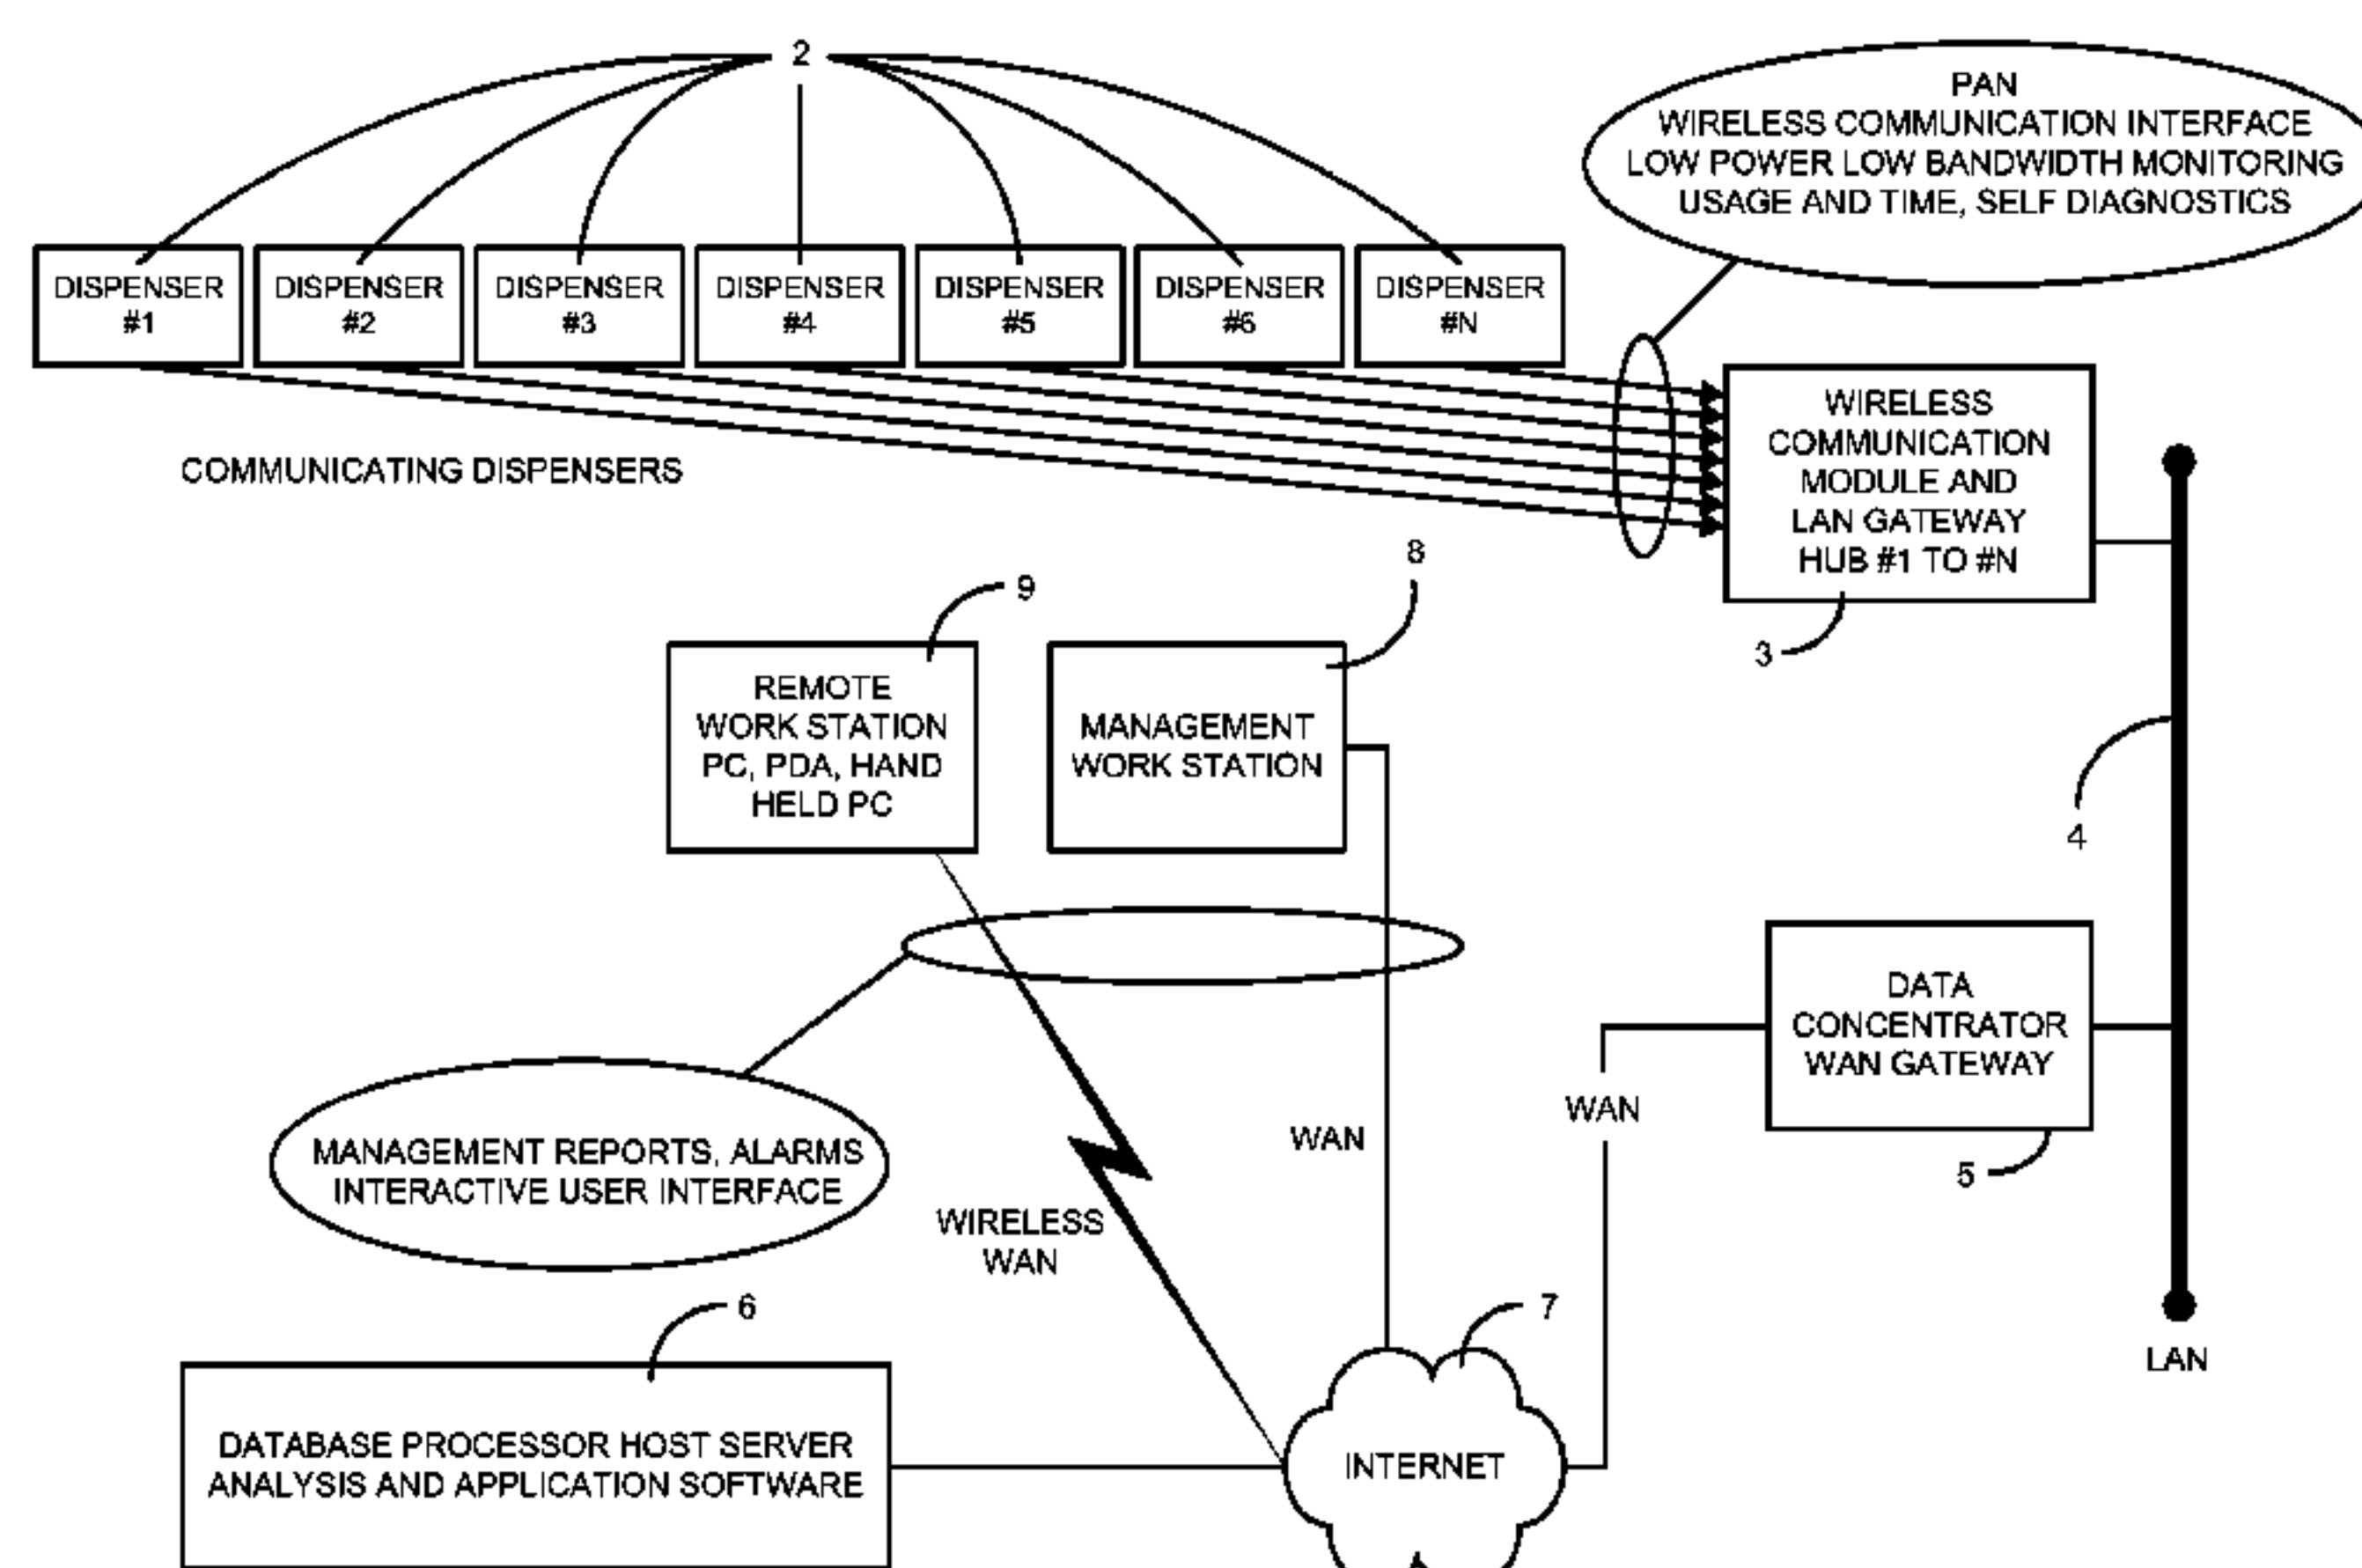 2
PAN
WIRELESS COMMUNICATION INTERFACE
LOW POWER LOW BANDWIDTH MONITORING
USAGE AND TIME, SELF DIAGNOSTICS
DISPENSER
#1
DISPENSER
#2
DISPENSER
#3
DISPENSER
#4
DISPENSER
#5
DISPENSER
#6
DISPENSER
#N
COMMUNICATING DISPENSERS
WIRELESS
COMMUNICATION
MODULE AND
LAN GATEWAY
HUB #1 TO #N
3
9
8
REMOTE
WORK STATION
PC, PDA, HAND
HELD PC
MANAGEMENT
WORK STATION
4
DATA
CONCENTRATOR
WAN GATEWAY
5
WAN
WAN
MANAGEMENT REPORTS, ALARMS
INTERACTIVE USER INTERFACE
WIRELESS
WAN
6
7
LAN
DATABASE PROCESSOR HOST SERVER
ANALYSIS AND APPLICATION SOFTWARE
INTERNET